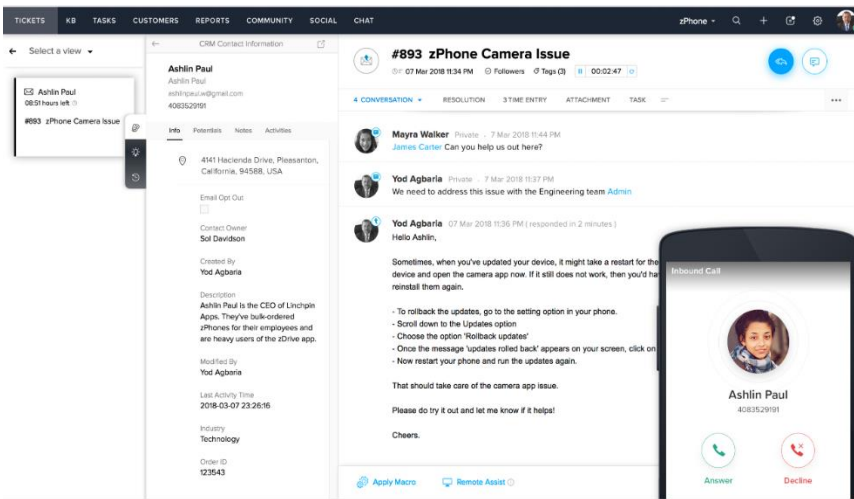 TICKETS KB TASKS CUSTOMERS REPORTS COMMUNITY SOCIAL CHAT zPhone
Select a view
Ashlin Paul
08:51 hours left
#893 zPhone Camera Issue
CRM Contact Information
Ashlin Paul
Ashlin Paul
ashlinpaul.w@gmail.com
4083529191
Info Potentials Notes Activities
4141 Hacienda Drive, Pleasanton,
California, 94588, USA
Email Opt Out
Contact Owner
Sol Davidson
Created By
Yod Agbaria
Description
Ashlin Paul is the CEO of Linchpin
Apps. They've bulk-ordered
zPhones for their employees and
are heavy users of the zDrive app.
Modified By
Yod Agbaria
Last Activity Time
2018-03-07 23:26:16
Industry
Technology
Order ID
123543
#893 zPhone Camera Issue
07 Mar 2018 11:34 PM Followers Tags (3) 00:02:47
4 CONVERSATION RESOLUTION 3 TIME ENTRY ATTACHMENT TASK
Mayra Walker Private - 7 Mar 2018 11:44 PM
James Carter Can you help us out here?
Yod Agbaria Private - 7 Mar 2018 11:37 PM
We need to address this issue with the Engineering team Admin
Yod Agbaria 07 Mar 2018 11:36 PM ( responded in 2 minutes )
Hello Ashlin,
Sometimes, when you've updated your device, it might take a restart for the
device and open the camera app now. If it still does not work, then you'd ha
reinstall them again.
- To rollback the updates, go to the setting option in your phone.
- Scroll down to the Updates option
- Choose the option 'Rollback updates'
- Once the message 'updates rolled back' appears on your screen, click on
- Now restart your phone and run the updates again.
That should take care of the camera app issue.
Please do try it out and let me know if it helps!
Cheers.
Apply Macro Remote Assist
Inbound Call
Ashlin Paul
4083529191
Answer Decline